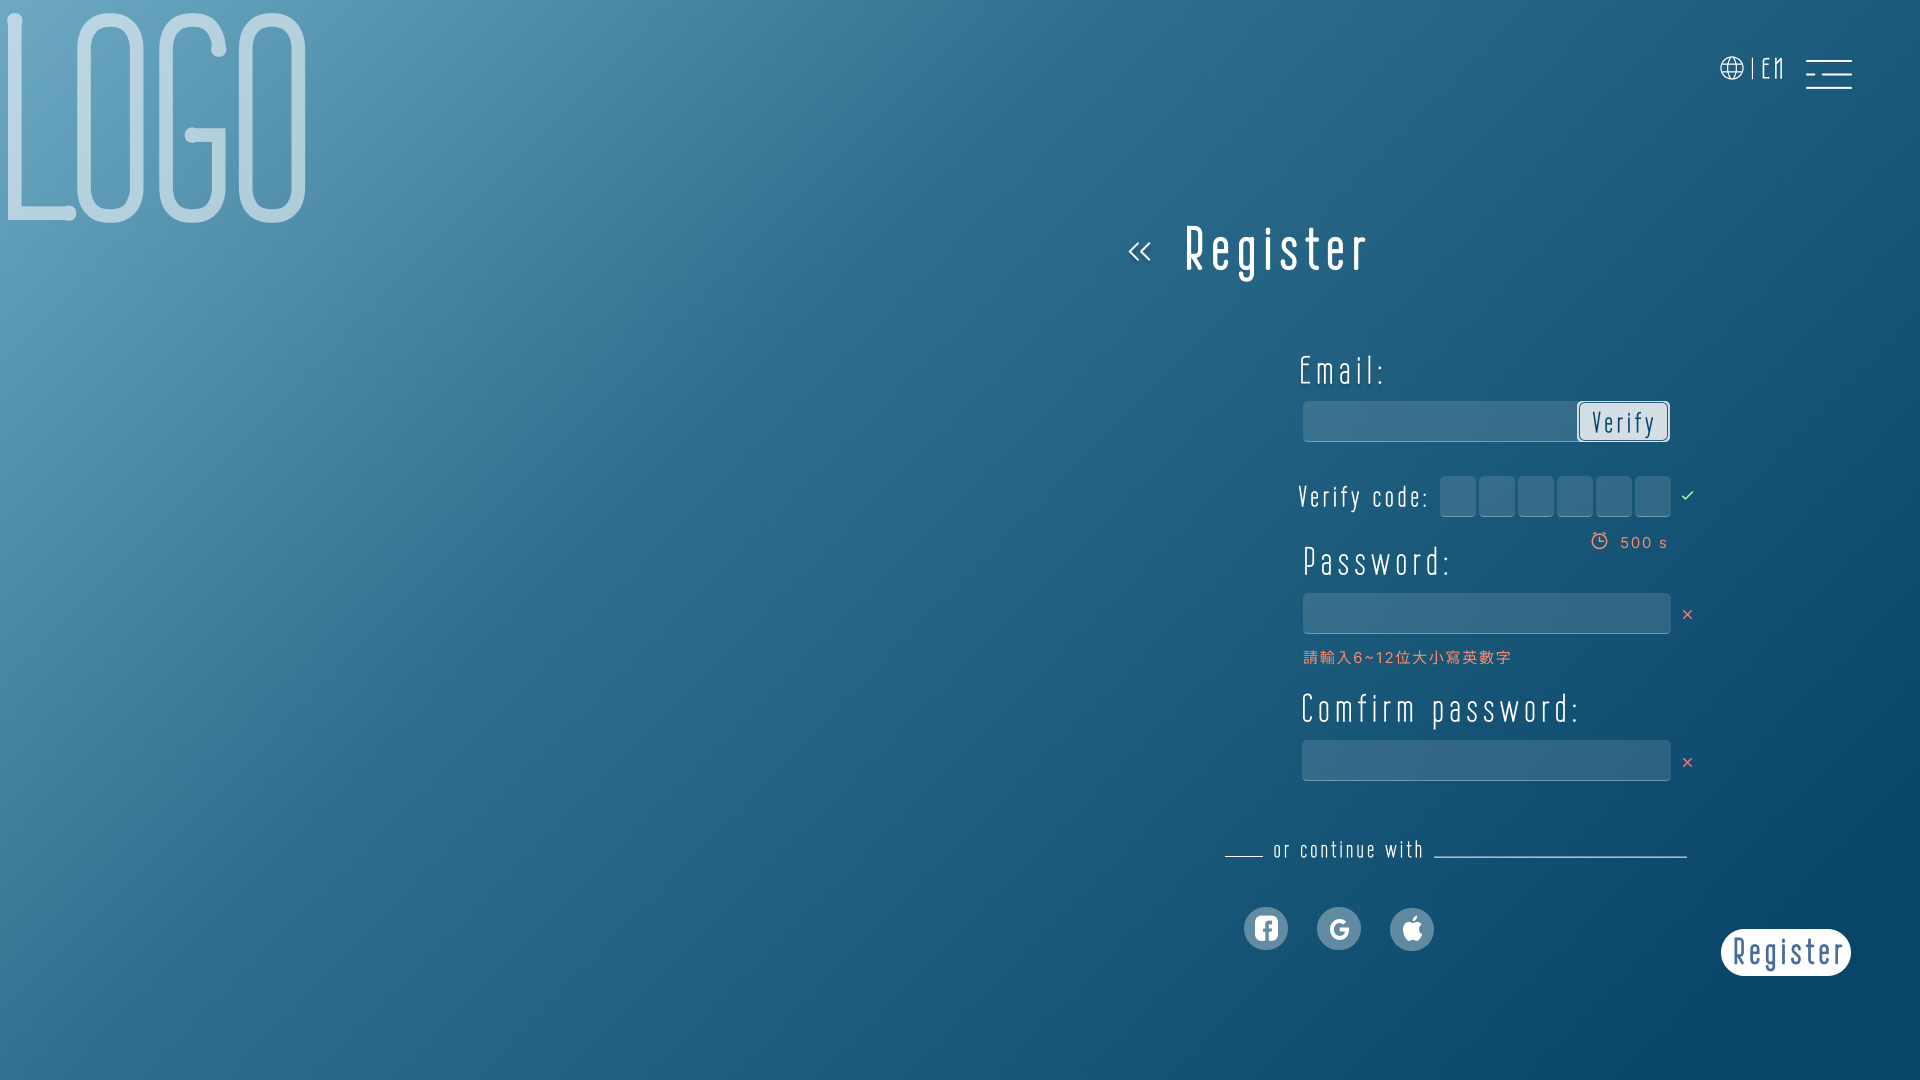 LOGO
EN
Register
Email:
Verify
Verify code:
500 s
Password:
請輸入6~12位大小寫英數字
Comfirm password:
or continue with
Register